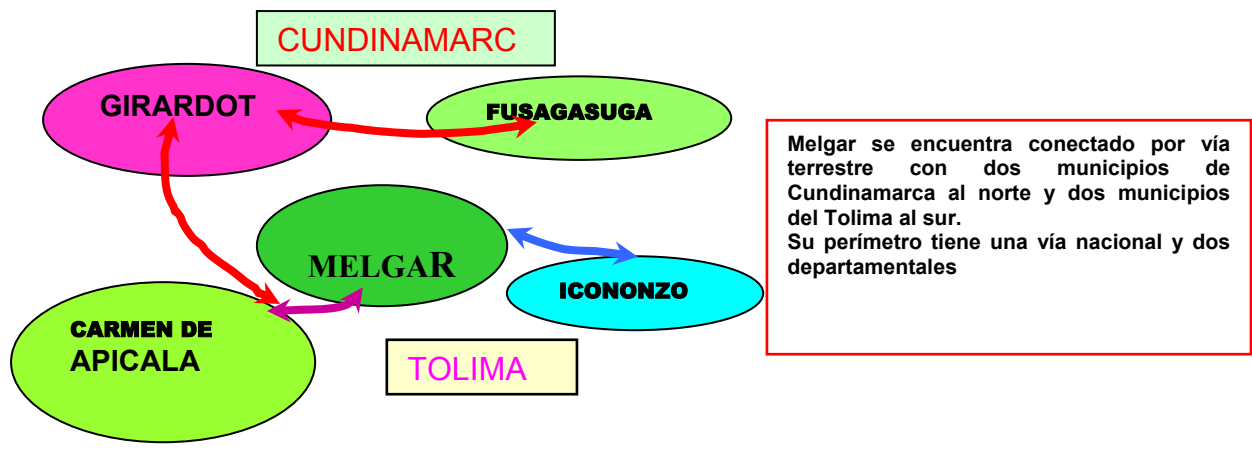 CUNDINAMARC
GIRARDOT
FUSAGASUGA
MELGAR
ICONONZO
CARMEN DE
APICALA
TOLIMA
Melgar se encuentra conectado por vía
terrestre con dos municipios de
Cundinamarca al norte y dos municipios
del Tolima al sur.
Su perímetro tiene una vía nacional y dos
departamentales